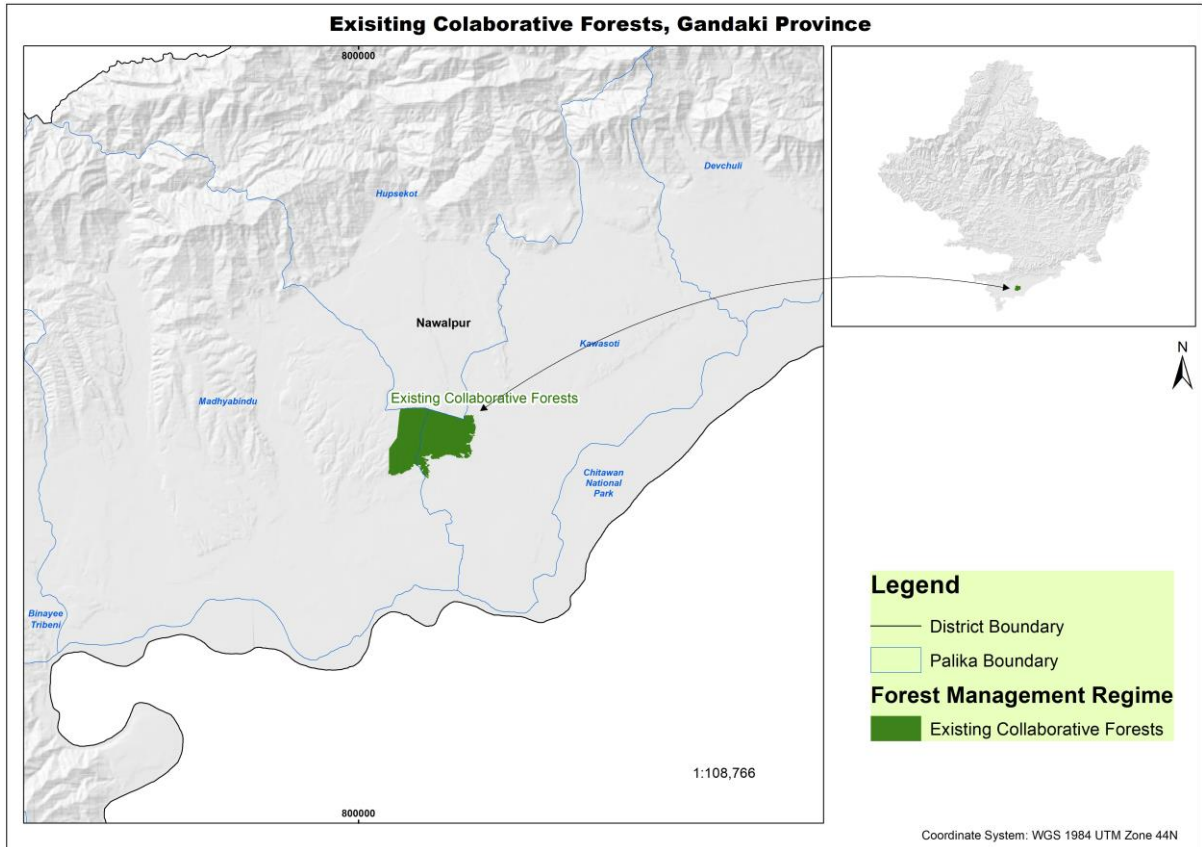 Exisiting Colaborative Forests, Gandaki Province
800000
Devchuli
Hupsekot
Nawalpur
Kawasoti
Existing Collaborative Forests
Madhyabindu
Chitawan
National
Park
Binayee
Tribeni
800000
1:108,766
N
Legend
District Boundary
Palika Boundary
Forest Management Regime
Existing Collaborative Forests
Coordinate System: WGS 1984 UTM Zone 44N